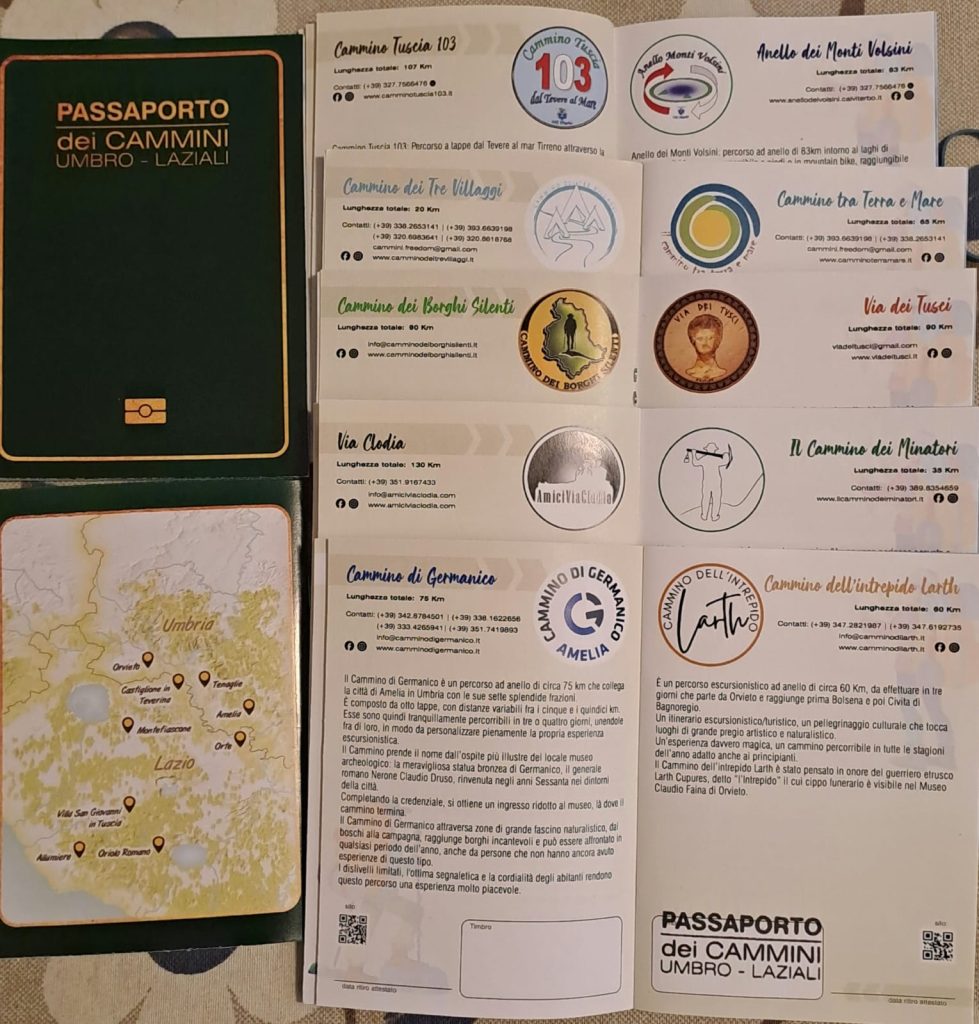 PASSAPORTO
dei CAMMINI
UMBRO - LAZIALI
Umbria
Orvieto
Castiglione in
Teverina
Tenaglie
Amelia
Montefiascone
Orte
Lazio
Villa San Giovanni
in Tuscia
Allumiere
Oriolo Romano
Cammino Tuscia 103
Lunghezza totale: 107 Km
Contatti: (+39) 327.7566476
www.camminotuscia103.it
Cammino Tuscia
103
dal Tevere al Mare
Cammino Tuscia 103: Percorso a tappe dal Tevere al mar Tirreno attraverso la
Anello Monti Volsini
Anello dei Monti Volsini
Lunghezza totale: 83 Km
Contatti: (+39) 327.7566476
www.anellodeivolsini.caiviterbo.it
Anello dei Monti Volsini: percorso ad anello di 83km intorno ai laghi di
in mountain bike, raggiungibile
Cammino dei Tre Villaggi
Lunghezza totale: 20 Km
Contatti: (+39) 338.2653141 | (+39) 393.6639198
(+39) 320.6983641 | (+39) 320.8618768
cammini.freedom@gmail.com
www.camminodeitrevillaggi.it
cammino tra terra e mare
Cammino tra Terra e Mare
Lunghezza totale: 65 Km
Contatti: (+39) 393.6639198 | (+39) 338.2653141
cammini.freedom@gmail.com
www.camminoterramare.it
Cammino dei Borghi Silenti
Lunghezza totale: 90 Km
info@camminodeiborghisilenti.it
www.camminodeiborghisilenti.it
CAMMINO DEI BORGHI SILENTI
VIA DEI TUSCI
Via dei Tusci
Lunghezza totale: 90 Km
viadeitusci@gmail.com
www.viadeitusci.it
Via Clodia
Lunghezza totale: 130 Km
Contatti: (+39) 351.9167433
info@amiciviaclodia.com
www.amiciviaclodia.com
AmiciViaClodia
Il Cammino dei Minatori
Lunghezza totale: 35 Km
Contatti: (+39) 389.8354659
www.ilcamminodeiminatori.it
Cammino di Germanico
Lunghezza totale: 75 Km
Contatti: (+39) 342.8784501 | (+39) 338.1622656
(+39) 333.4265941 | (+39) 351.7419893
info@camminodigermanico.it
www.camminodigermanico.it
CAMMINO DI GERMANICO
G
AMELIA
Il Cammino di Germanico è un percorso ad anello di circa 75 km che collega
la città di Amelia in Umbria con le sue sette splendide frazioni.
È composto da otto tappe, con distanze variabili fra i cinque e i quindici km.
Esse sono quindi tranquillamente percorribili in tre o quattro giorni, unendole
fra di loro, in modo da personalizzare pienamente la propria esperienza
escursionistica.
Il Cammino prende il nome dall'ospite più illustre del locale museo
archeologico: la meravigliosa statua bronzea di Germanico, il generale
romano Nerone Claudio Druso, rinvenuta negli anni Sessanta nei dintorni
della città.
Completando la credenziale, si ottiene un ingresso ridotto al museo, là dove il
cammino termina.
Il Cammino di Germanico attraversa zone di grande fascino naturalistico, dai
boschi alla campagna, raggiunge borghi incantevoli e può essere affrontato in
qualsiasi periodo dell'anno, anche da persone che non hanno ancora avuto
esperienze di questo tipo.
I dislivelli limitati, l'ottima segnaletica e la cordialità degli abitanti rendono
questo percorso una esperienza molto piacevole.
sito:
Timbro
data ritiro attestato
CAMMINO DELL'INTREPIDO
Larth
Cammino dell'intrepido Larth
Lunghezza totale: 60 Km
Contatti: (+39) 347.2821987 | (+39) 347.6192735
info@camminodilarth.it
www.camminodilarth.it
È un percorso escursionistico ad anello di circa 60 Km, da effettuare in tre
giorni che parte da Orvieto e raggiunge prima Bolsena e poi Civita di
Bagnoregio.
Un itinerario escursionistico/turistico, un pellegrinaggio culturale che tocca
luoghi di grande pregio artistico e naturalistico.
Un'esperienza davvero magica, un cammino percorribile in tutte le stagioni
dell'anno adatto anche ai principianti.
Il Cammino dell'intrepido Larth è stato pensato in onore del guerriero etrusco
Larth Cupures, detto "l'Intrepido" il cui cippo funerario è visibile nel Museo
Claudio Faina di Orvieto.
PASSAPORTO
dei CAMMINI
UMBRO - LAZIALI
sito:
data ritiro attestato